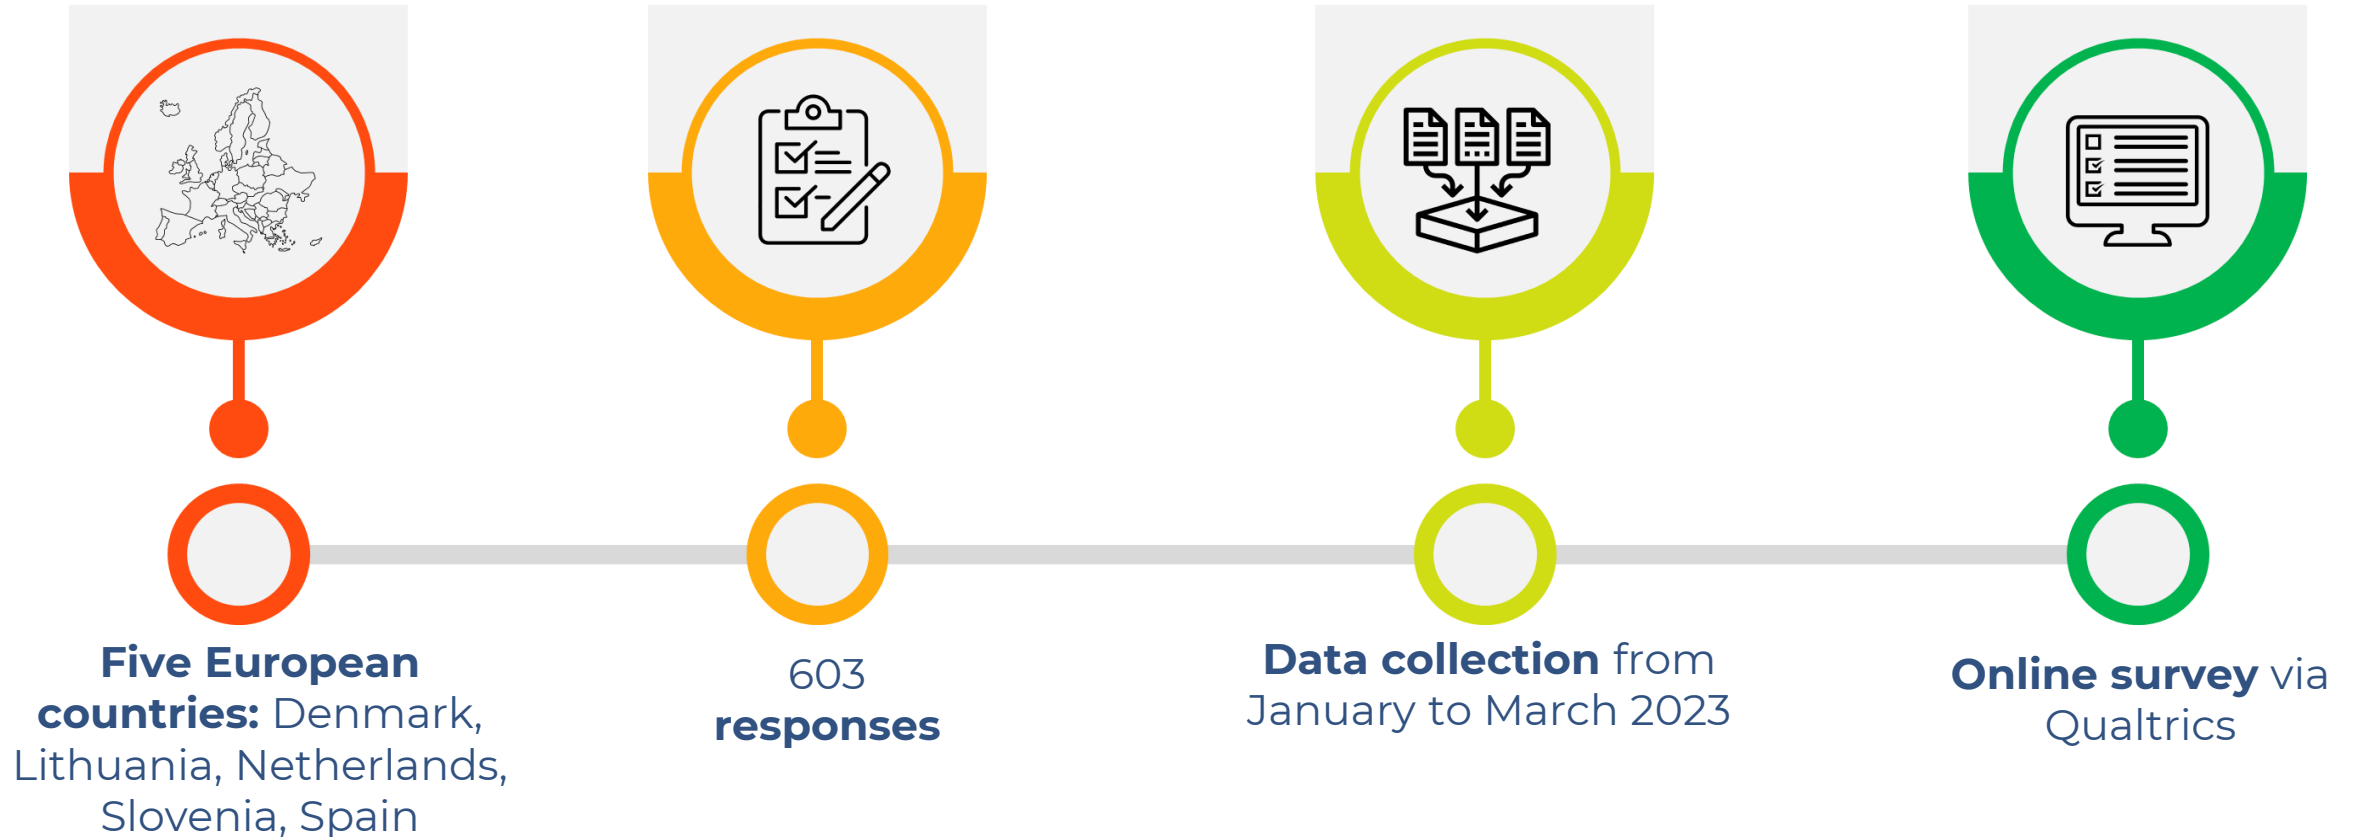 Five European
countries: Denmark,
Lithuania, Netherlands,
Slovenia, Spain
603
responses
Data collection from
January to March 2023
Online survey via
Qualtrics